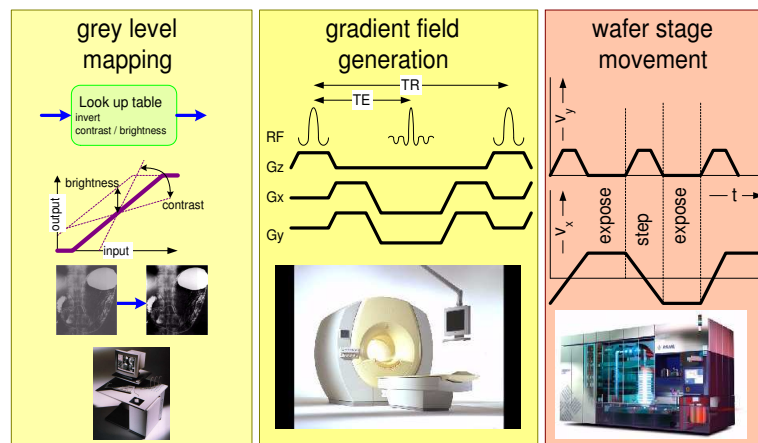 grey level
mapping
Look up table
invert
contrast / brightness
brightness
output
contrast
input
gradient field
generation
TR
TE
RF
Gz
Gx
Gy
wafer stage
movement
v_y
expose
step
expose
t
v_x